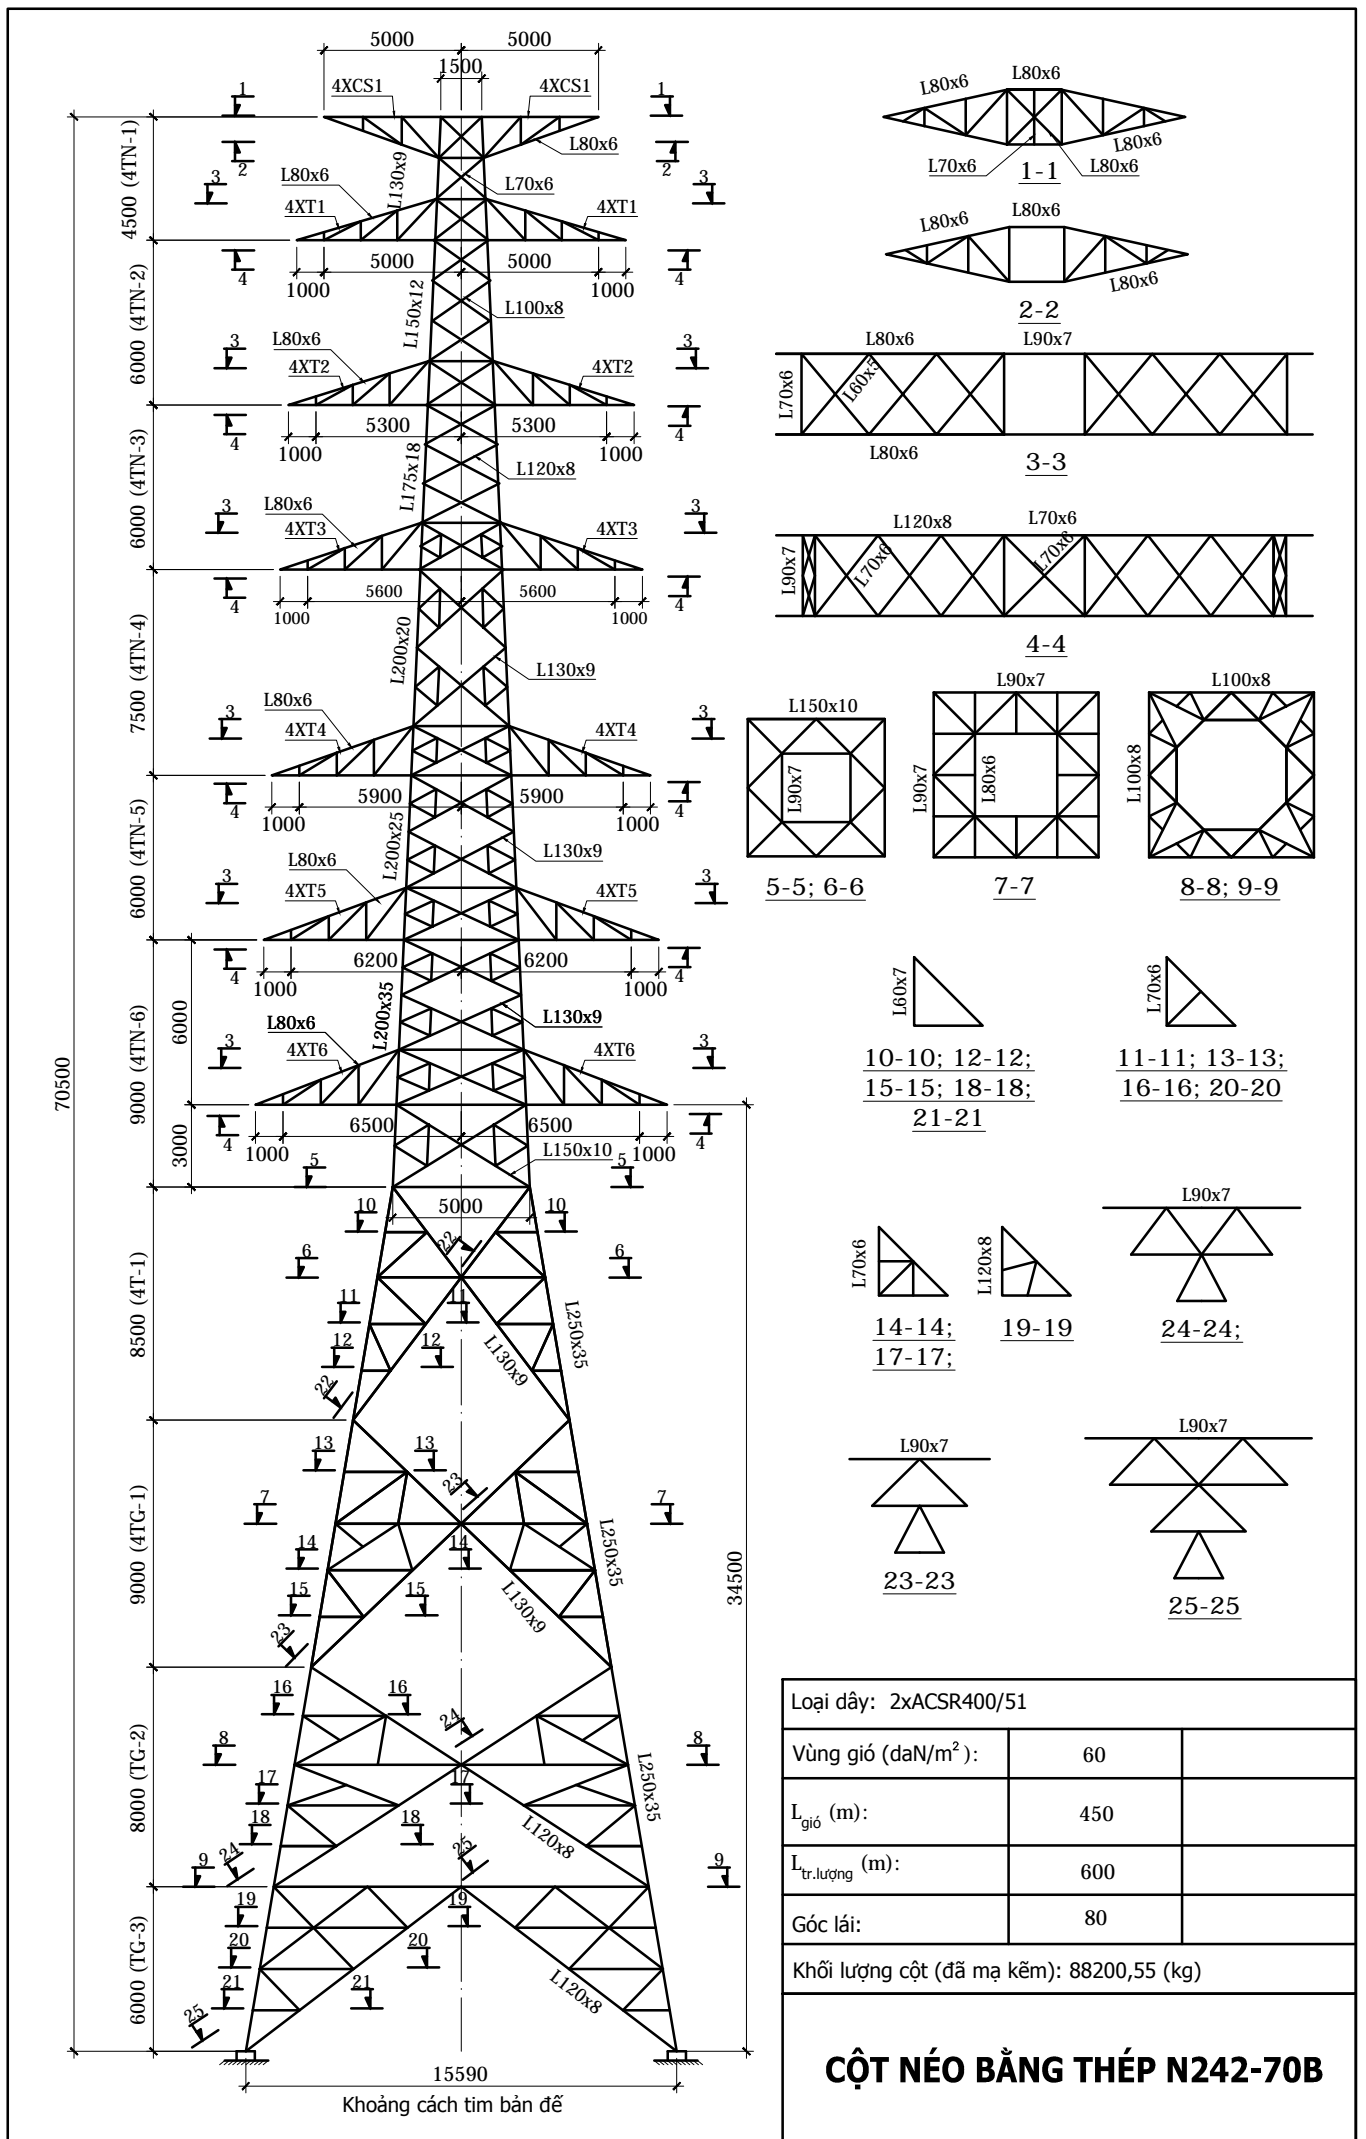 5000 5000
1500
4XCS1 4XCS1
1 1
L80x6
L130x9
2 2
L80x6
L70x6
3 3
4XT1 4XT1
4500 (4TN-1)
5000 5000
1000 1000
4 4
L150x12
L100x8
6000 (4TN-2)
3 3
L80x6
4XT2 4XT2
5300 5300
1000 1000
4 4
L175x18
L120x8
6000 (4TN-3)
3 3
L80x6
4XT3 4XT3
5600 5600
1000 1000
4 4
L200x20
L130x9
7500 (4TN-4)
3 3
L80x6
4XT4 4XT4
5900 5900
1000 1000
4 4
L200x25
L130x9
6000 (4TN-5)
3 3
L80x6
4XT5 4XT5
6200 6200
1000 1000
4 4
L200x35
L130x9
9000 (4TN-6)
6000
3 3
L80x6
4XT6 4XT6
6500 6500
1000 1000
4 4
3000
L150x10
5 5
5000
10 10
22
6 6
11 11
12 12
22
L250x35
L130x9
8500 (4T-1)
70500
13 13
23
7 7
14 14
15 15
23
L250x35
L130x9
9000 (4TG-1)
34500
16 16
24
8 8
17 17
18 18
24
25
L250x35
L120x8
8000 (TG-2)
9 9
19 19
20 20
21 21
25
L120x8
6000 (TG-3)
15590
Khoảng cách tim bản đế
L80x6
L80x6
L70x6
L80x6
L80x6
1-1
L80x6
L80x6
L80x6
2-2
L80x6
L90x7
L70x6
L60x5
L80x6
3-3
L120x8
L70x6
L90x7
L70x6
L70x6
4-4
L150x10
L90x7
5-5; 6-6
L90x7
L90x7
L80x6
7-7
L100x8
L100x8
8-8; 9-9
L60x7
10-10; 12-12;
15-15; 18-18;
21-21
L70x6
11-11; 13-13;
16-16; 20-20
L70x6
14-14;
17-17;
L120x8
19-19
L90x7
24-24;
L90x7
23-23
L90x7
25-25
Loại dây: 2xACSR400/51
Vùng gió (daN/m²): 60
Lgió (m): 450
Ltr.lượng (m): 600
Góc lái: 80
Khối lượng cột (đã mạ kẽm): 88200,55 (kg)
CỘT NÉO BẰNG THÉP N242-70B